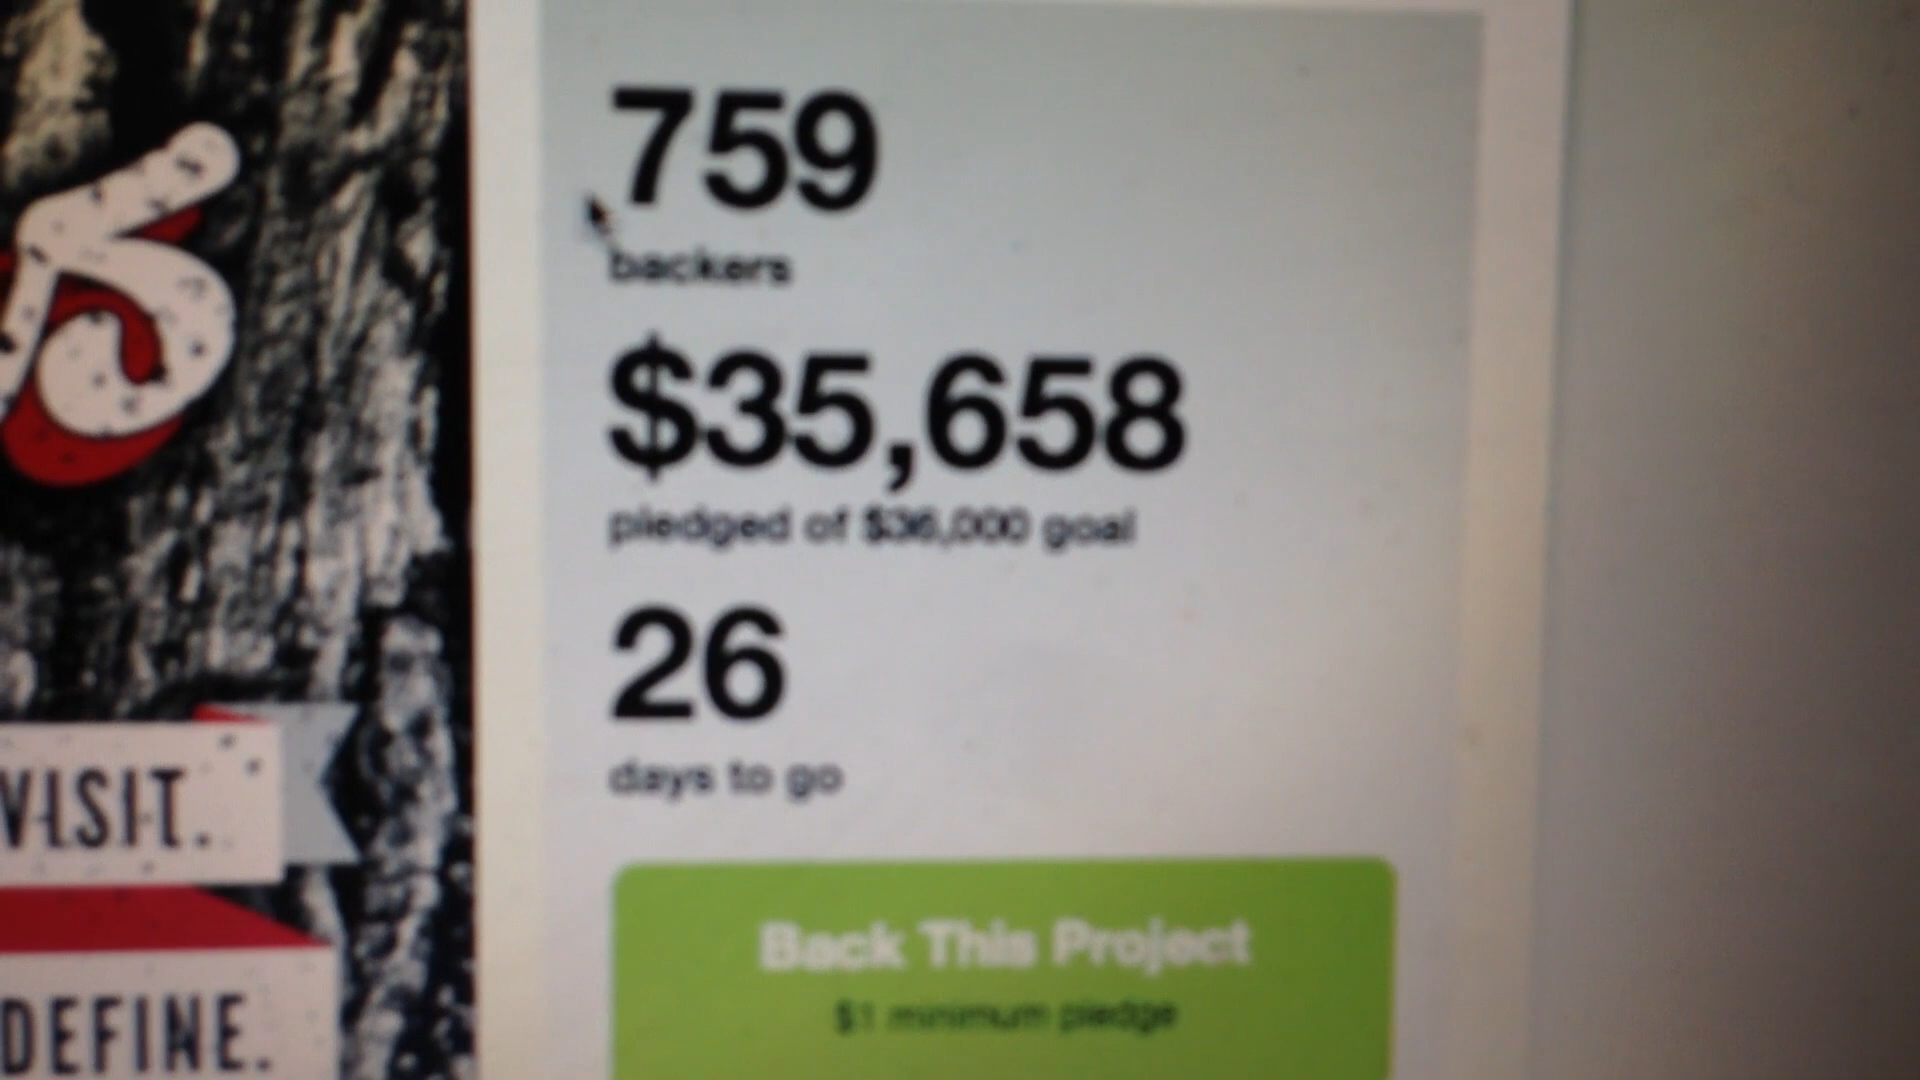 759
backers
$35,658
pledged of $36,000 goal
26
days to go
Back This Project
$1 minimum pledge
VISIT.
DEFINE.